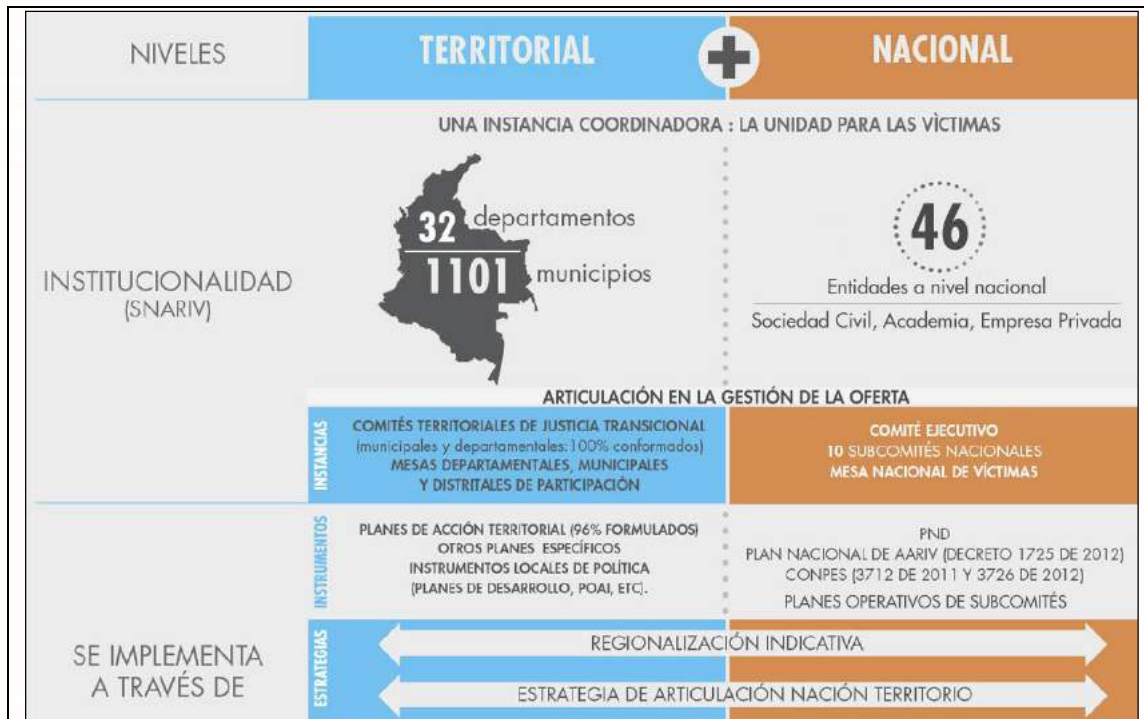 NIVELES
TERRITORIAL
+
NACIONAL
UNA INSTANCIA COORDINADORA : LA UNIDAD PARA LAS VÌCTIMAS
INSTITUCIONALIDAD
(SNARIV)
32 departamentos
1101 municipios
46
Entidades a nivel nacional
Sociedad Civil, Academia, Empresa Privada
ARTICULACIÓN EN LA GESTIÓN DE LA OFERTA
INSTANCIAS
COMITÉS TERRITORIALES DE JUSTICIA TRANSICIONAL
(municipales y departamentales:100% conformados)
MESAS DEPARTAMENTALES, MUNICIPALES
Y DISTRITALES DE PARTICIPACIÓN
COMITÉ EJECUTIVO
10 SUBCOMITÉS NACIONALES
MESA NACIONAL DE VÍCTIMAS
SE IMPLEMENTA
A TRAVÉS DE
INSTRUMENTOS
PLANES DE ACCIÓN TERRITORIAL (96% FORMULADOS)
OTROS PLANES ESPECÍFICOS
INSTRUMENTOS LOCALES DE POLÍTICA
(PLANES DE DESARROLLO, POAI, ETC).
PND
PLAN NACIONAL DE AARIV (DECRETO 1725 DE 2012)
CONPES (3712 DE 2011 Y 3726 DE 2012)
PLANES OPERATIVOS DE SUBCOMITÉS
ESTRATEGIAS
REGIONALIZACIÓN INDICATIVA
ESTRATEGIA DE ARTICULACIÓN NACIÓN TERRITORIO